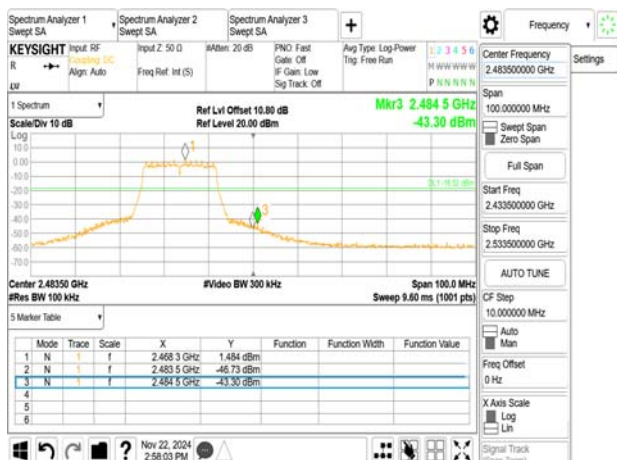 Spectrum Analyzer 1
Swept SA
Spectrum Analyzer 2
Swept SA
Spectrum Analyzer 3
Swept SA
+
Frequency
Settings
KEYSIGHT
R
LXI
Input: RF
Coupling: DC
Align: Auto
Input Z: 50 Ω
Freq Ref: Int (S)
#Atten: 20 dB
PNO: Fast
Gate: Off
IF Gain: Low
Sig Track: Off
Avg Type: Log-Power
Trig: Free Run
1 2 3 4 5 6
M W W W W W
P N N N N N
1 Spectrum
Scale/Div 10 dB
Log
Ref Lvl Offset 10.80 dB
Ref Level 20.00 dBm
Mkr3 2.484 5 GHz
-43.30 dBm
10.0
0.00
-10.0
-20.0
-30.0
-40.0
-50.0
-60.0
-70.0
1
3
Center 2.48350 GHz
#Res BW 100 kHz
#Video BW 300 kHz
Span 100.0 MHz
Sweep 9.60 ms (1001 pts)
5 Marker Table
Mode Trace Scale X Y Function Function Width Function Value
1 N 1 f 2.468 3 GHz 1.484 dBm
2 N 1 f 2.483 5 GHz -46.73 dBm
3 N 1 f 2.484 5 GHz -43.30 dBm
4
5
6
Nov 22, 2024
2:58:03 PM
Center Frequency
2.483500000 GHz
Span
100.000000 MHz
Swept Span
Zero Span
Full Span
Start Freq
2.433500000 GHz
Stop Freq
2.533500000 GHz
AUTO TUNE
CF Step
10.000000 MHz
Auto
Man
Freq Offset
0 Hz
X Axis Scale
Log
Lin
Signal Track